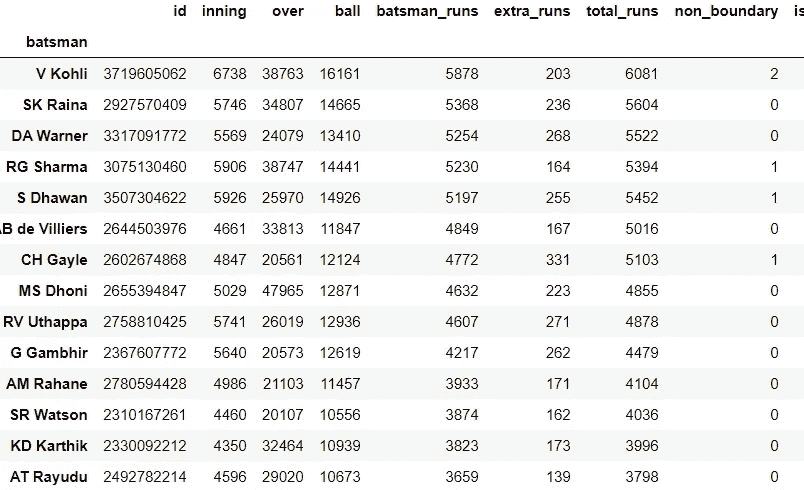 id inning over ball batsman_runs extra_runs total_runs non_boundary is
batsman
V Kohli 3719605062 6738 38763 16161 5878 203 6081 2
SK Raina 2927570409 5746 34807 14665 5368 236 5604 0
DA Warner 3317091772 5569 24079 13410 5254 268 5522 0
RG Sharma 3075130460 5906 38747 14441 5230 164 5394 1
S Dhawan 3507304622 5926 25970 14926 5197 255 5452 1
AB de Villiers 2644503976 4661 33813 11847 4849 167 5016 0
CH Gayle 2602674868 4847 20561 12124 4772 331 5103 1
MS Dhoni 2655394847 5029 47965 12871 4632 223 4855 0
RV Uthappa 2758810425 5741 26019 12936 4607 271 4878 0
G Gambhir 2367607772 5640 20573 12619 4217 262 4479 0
AM Rahane 2780594428 4986 21103 11457 3933 171 4104 0
SR Watson 2310167261 4460 20107 10556 3874 162 4036 0
KD Karthik 2330092212 4350 32464 10939 3823 173 3996 0
AT Rayudu 2492782214 4596 29020 10673 3659 139 3798 0